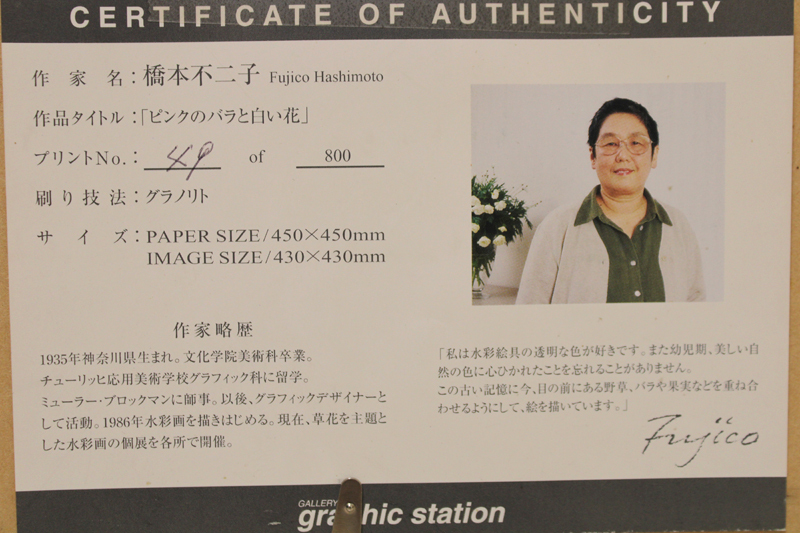 CERTIFICATE OF AUTHENTICITY
作家名：橋本不二子 Fujico Hashimoto
作品タイトル：「ピンクのバラと白い花」
プリントNo.：49 of 800
刷り技法：グラノリト
サイズ：PAPER SIZE/450×450mm
IMAGE SIZE/430×430mm
作家略歴
1935年神奈川県生まれ。文化学院美術科卒業。
チューリッヒ応用美術学校グラフィック科に留学。
ミューラー・ブロックマンに師事。以後、グラフィックデザイナーと
して活動。1986年水彩画を描きはじめる。現在、草花を主題と
した水彩画の個展を各所で開催。
「私は水彩絵具の透明な色が好きです。また幼児期、美しい自
然の色に心ひかれたことを忘れることがありません。
この古い記憶に今、目の前にある野草、バラや果実などを重ね合
わせるようにして、絵を描いています。」
Fujico
GALLERY
graphic station